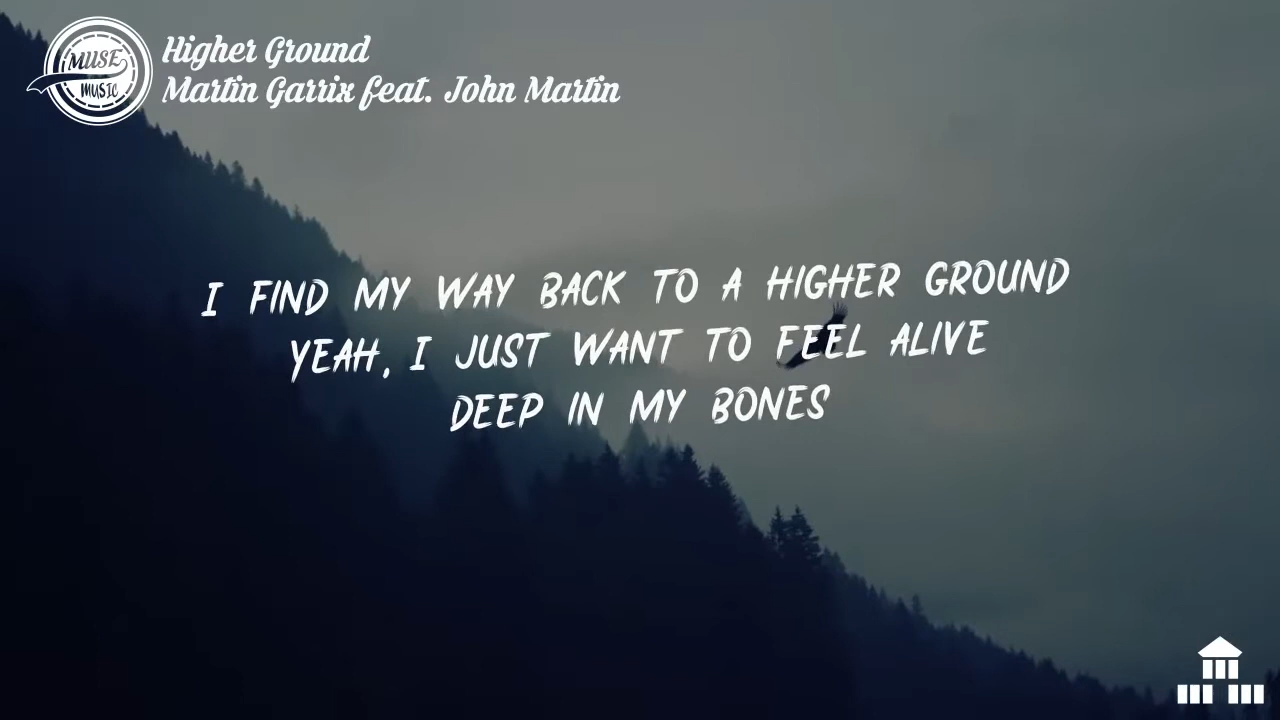 MUSE
MUSIC
Higher Ground
Martin Garrix feat. John Martin
I FIND MY WAY BACK TO A HIGHER GROUND
YEAH, I JUST WANT TO FEEL ALIVE
DEEP IN MY BONES